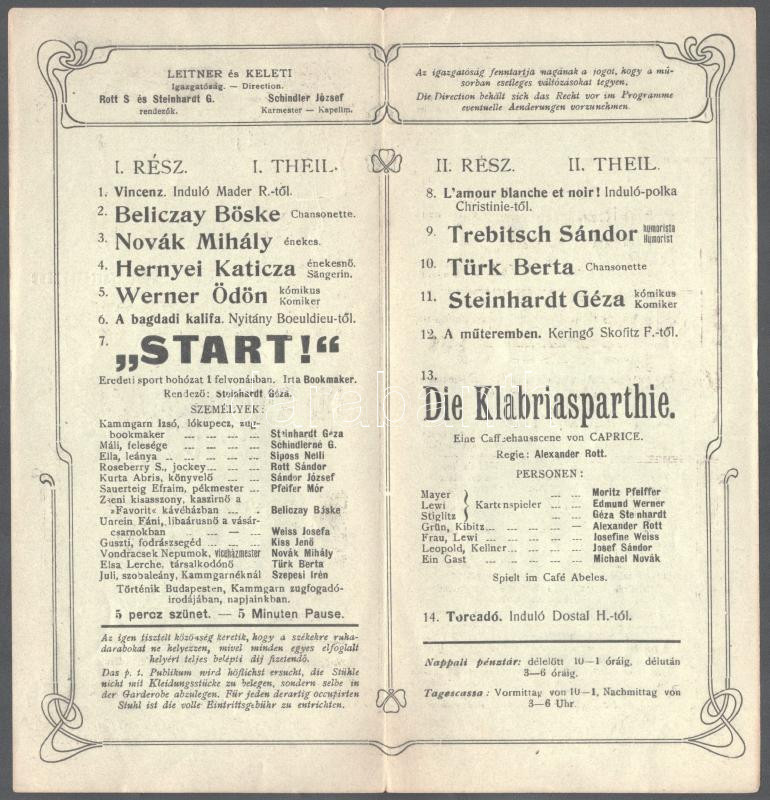 LEITNER és KELETI
Igazgatóság. — Direction.
Rott S és Steinhardt G. Schindler József
rendezők. Karmester — Kapellm.
I. RÉSZ. I. THEIL.
1. Vincenz. Induló Mader R.-től.
2. Beliczay Böske Chansonette.
3. Novák Mihály énekes.
4. Hernyei Katicza énekesnő. Sängerin.
5. Werner Ödön kómikus Komiker
6. A bagdadi kalifa. Nyitány Boeuldieu-től.
7. „START!“
Eredeti sport bohózat 1 felvonásban. Irta Bookmaker.
Rendező: Steinhardt Géza.
SZEMÉLYEK:
Kammgarn Izsó, lókupecz, zug-
bookmaker — — — — Steinhardt Géza
Máli, felesége — — — — Schindlerné G.
Ella, leánya — — — — Siposs Nelli
Roseberry S., jockey — — — Rott Sándor
Kurta Abris, könyvelő — — Sándor József
Sauerteig Efraim, pékmester — Pfeifer Mór
Zseni kisasszony, kaszirnő a
»Favorit« kávéházban — — Beliczay Böske
Unrein Fáni, libaárusnő a vásár-
csarnokban — — — Weiss Josefa
Guszti, fodrászsegéd — — — Kiss Jenő
Vondracsek Nepumok, viceházmester Novák Mihály
Elsa Lerche, társalkodónő Türk Berta
Juli, szobaleány, Kammgarnéknál Szepesi Irén
Történik Budapesten, Kammgarn zugfogadó-
irodájában, napjainkban.
5 percz szünet. — 5 Minuten Pause.
Az igen tisztelt közönség kéretik, hogy a székekre ruha-
darabokat ne helyezzen, mivel minden egyes elfoglalt
helyért teljes belépti díj fizetendő.
Das p. t. Publikum wird höflichst ersucht, die Stühle
nicht mit Kleidungsstücke zu belegen, sondern selbe in
der Garderobe abzulegen. Für jeden derartig occupirten
Stuhl ist die volle Eintrittsgebühr zu entrichten.
Az igazgatóság fenntartja magának a jogot, hogy a mű-
sorban esetleges változásokat tegyen.
Die Direction behält sich das Recht vor im Programme
eventuelle Aenderungen vorzunehmen.
II. RÉSZ. II. THEIL.
8. L'amour blanche et noir! Induló-polka
Christinie-től.
9. Trebitsch Sándor humorista Humorist
10. Türk Berta Chansonette
11. Steinhardt Géza kómikus Komiker
12. A műteremben. Keringő Skofitz F.-től.
13.
Die Klabriasparthie.
Eine Caffeehausscene von CAPRICE.
Regie: Alexander Rott.
PERSONEN:
Mayer Moritz Pfeiffer
Lewi Kartenspieler — — Edmund Werner
Stiglitz Géza Steinhardt
Grün, Kibitz — — — Alexander Rott
Frau, Lewi — — — — Josefine Weiss
Leopold, Kellner — — — Josef Sándor
Ein Gast — — — — Michael Novák
Spielt im Café Abeles.
14. Toreadó. Induló Dostal H.-től.
Nappali pénztár: délelőtt 10—1 óráig, délután
3—6 óráig.
Tagescassa: Vormittag von 10—1, Nachmittag von
3—6 Uhr.